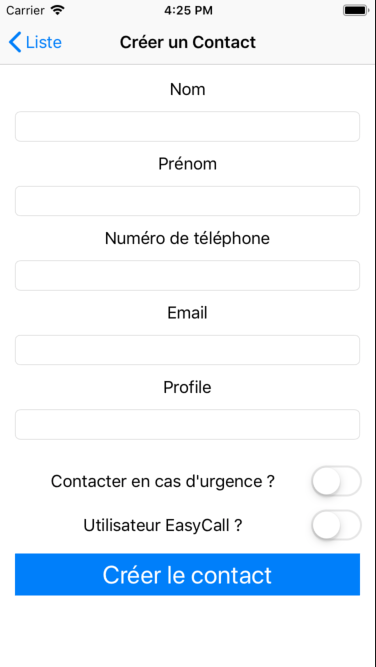 Carrier 4:25 PM
Liste Créer un Contact
Nom
Prénom
Numéro de téléphone
Email
Profile
Contacter en cas d'urgence ?
Utilisateur EasyCall ?
Créer le contact